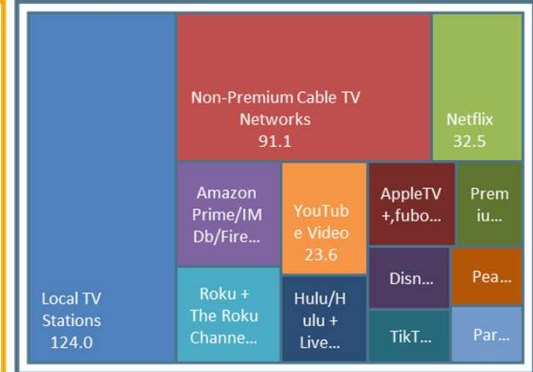 Local TV
Stations
124.0
Non-Premium Cable TV
Networks
91.1
Netflix
32.5
Amazon
Prime/IM
Db/Fire...
YouTub
e Video
23.6
AppleTV
+,fubo...
Prem
iu...
Roku +
The Roku
Channe...
Hulu/H
ulu +
Live...
Disn...
Pea...
TikT...
Par...